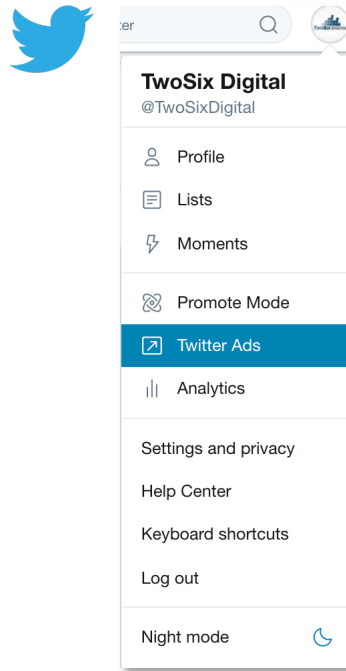 ter
TwoSix Digital
@TwoSixDigital
Profile
Lists
Moments
Promote Mode
Twitter Ads
Analytics
Settings and privacy
Help Center
Keyboard shortcuts
Log out
Night mode